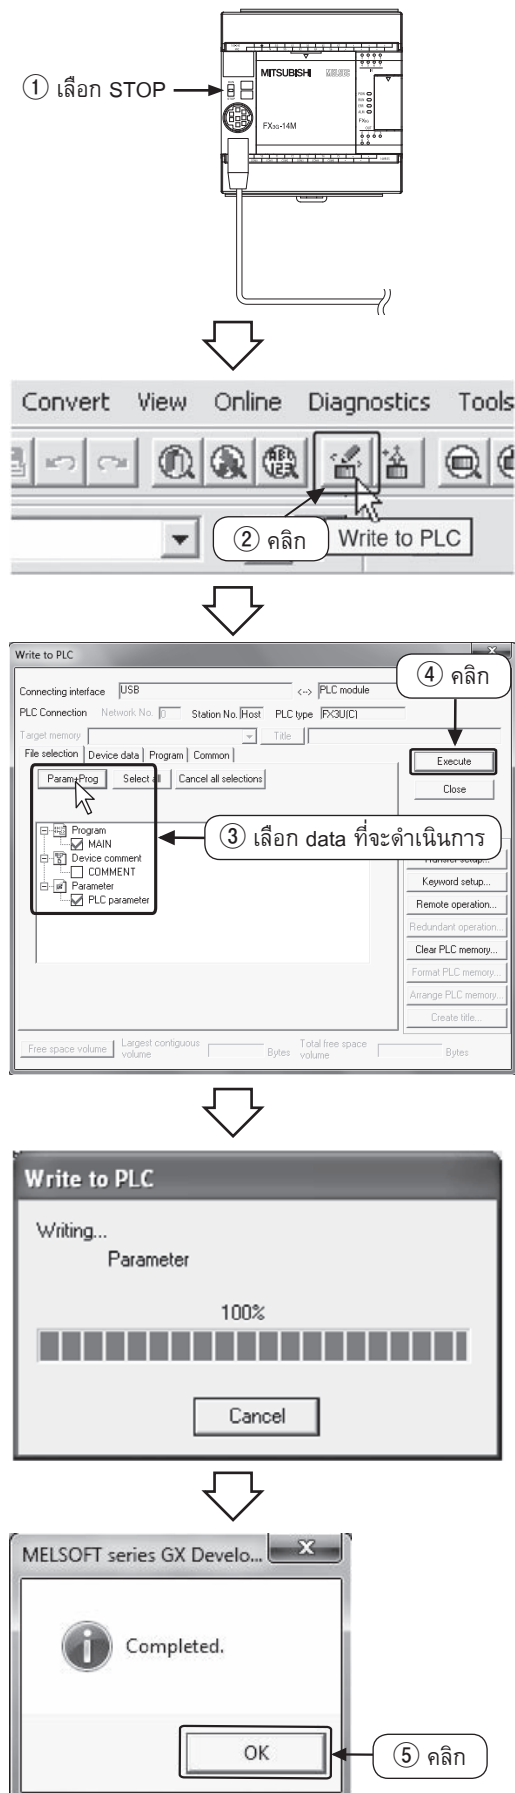 ① เลือก STOP
MITSUBISHI
MELSEC
FX3G-14M
Convert View Online Diagnostics Tools
② คลิก
Write to PLC
Write to PLC
④ คลิก
Connecting interface USB <--> PLC module
PLC Connection Network No. 0 Station No. Host PLC type FX3U(C)
Target memory Title
File selection Device data Program Common
Execute
Param+Prog Select all Cancel all selections
Close
③ เลือก data ที่จะดำเนินการ
Program
MAIN
Device comment
COMMENT
Parameter
PLC parameter
Transfer setup...
Keyword setup...
Remote operation...
Redundant operation...
Clear PLC memory...
Format PLC memory...
Arrange PLC memory...
Create title...
Free space volume Largest contiguous volume Bytes Total free space volume Bytes
Write to PLC
Writing...
Parameter
100%
Cancel
MELSOFT series GX Develo...
Completed.
OK
⑤ คลิก